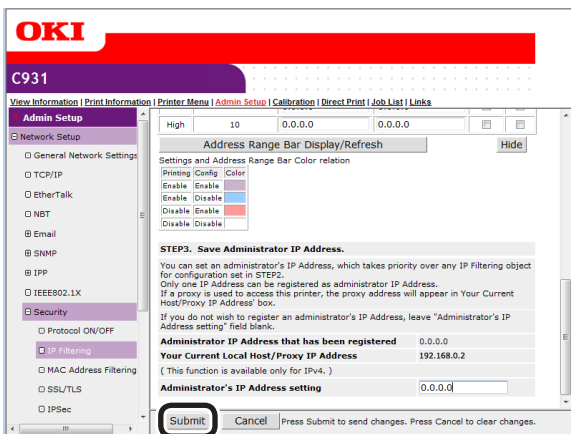 OKI
C931
View Information | Print Information | Printer Menu | Admin Setup | Calibration | Direct Print | Job List | Links
Admin Setup
Network Setup
General Network Settings
TCP/IP
EtherTalk
NBT
Email
SNMP
IPP
IEEE802.1X
Security
Protocol ON/OFF
IP Filtering
MAC Address Filtering
SSL/TLS
IPSec
High 10 0.0.0.0 0.0.0.0
Address Range Bar Display/Refresh Hide
Settings and Address Range Bar Color relation
Printing Config Color
Enable Enable
Enable Disable
Disable Enable
Disable Disable
STEP3. Save Administrator IP Address.
You can set an administrator's IP Address, which takes priority over any IP Filtering object
for configuration set in STEP2.
Only one IP Address can be registered as administrator IP Address.
If a proxy is used to access this printer, the proxy address will appear in Your Current
Host/Proxy IP Address' box.
If you do not wish to register an administrator's IP Address, leave "Administrator's IP
Address setting" field blank.
Administrator IP Address that has been registered 0.0.0.0
Your Current Local Host/Proxy IP Address 192.168.0.2
( This function is available only for IPv4. )
Administrator's IP Address setting 0.0.0.0
Submit Cancel Press Submit to send changes. Press Cancel to clear changes.